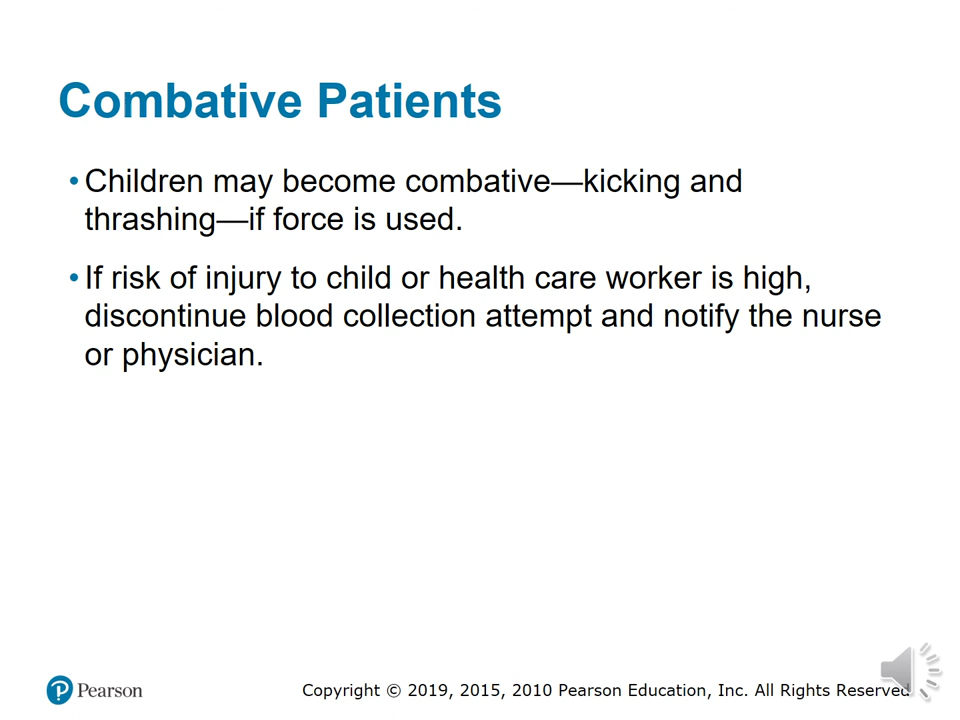 Combative Patients
• Children may become combative—kicking and
thrashing—if force is used.
• If risk of injury to child or health care worker is high,
discontinue blood collection attempt and notify the nurse
or physician.
P Pearson
Copyright © 2019, 2015, 2010 Pearson Education, Inc. All Rights Reserved